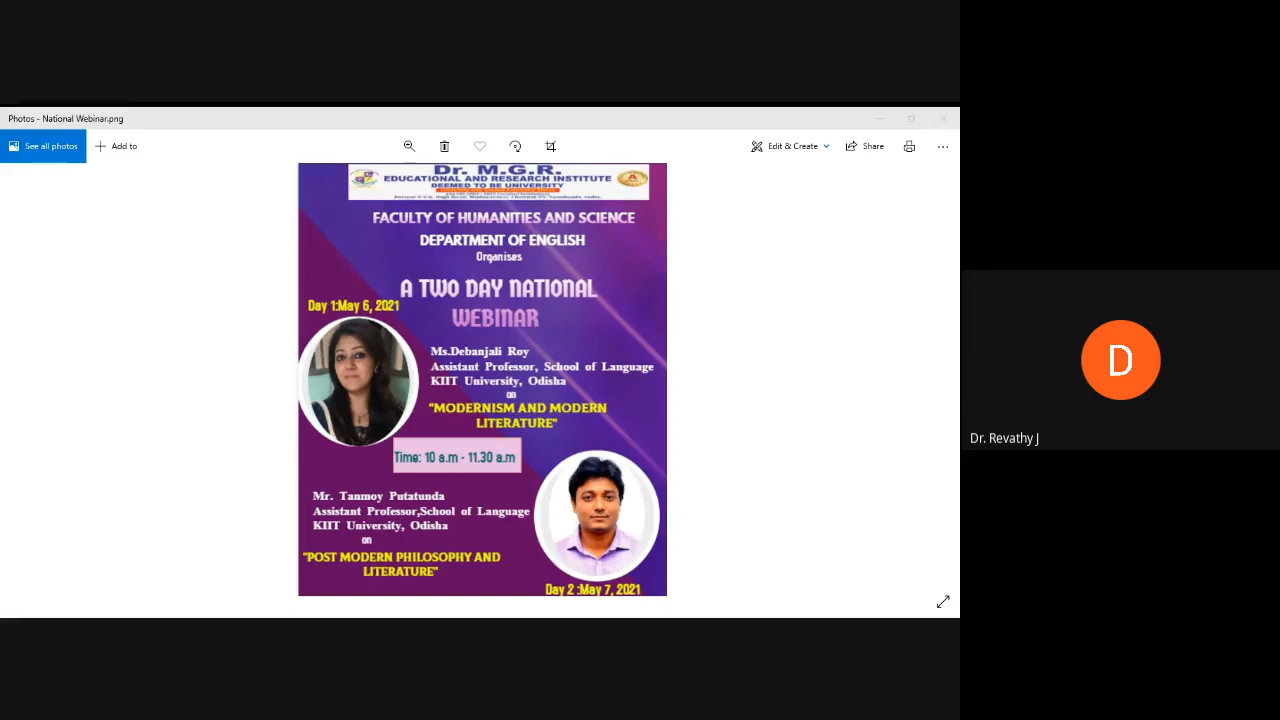 Photos - National Webinar.png
See all photos
Add to
Edit & Create
Share
Dr. M.G.R.
EDUCATIONAL AND RESEARCH INSTITUTE
DEEMED TO BE UNIVERSITY
FACULTY OF HUMANITIES AND SCIENCE
DEPARTMENT OF ENGLISH
Organises
A TWO DAY NATIONAL
WEBINAR
Day 1:May 6, 2021
Ms.Debanjali Roy
Assistant Professor, School of Language
KIIT University, Odisha
on
"MODERNISM AND MODERN
LITERATURE"
Time: 10 a.m - 11.30 a.m
Mr. Tanmoy Putatunda
Assistant Professor,School of Language
KIIT University, Odisha
on
"POST MODERN PHILOSOPHY AND
LITERATURE"
Day 2 :May 7, 2021
D
Dr. Revathy J